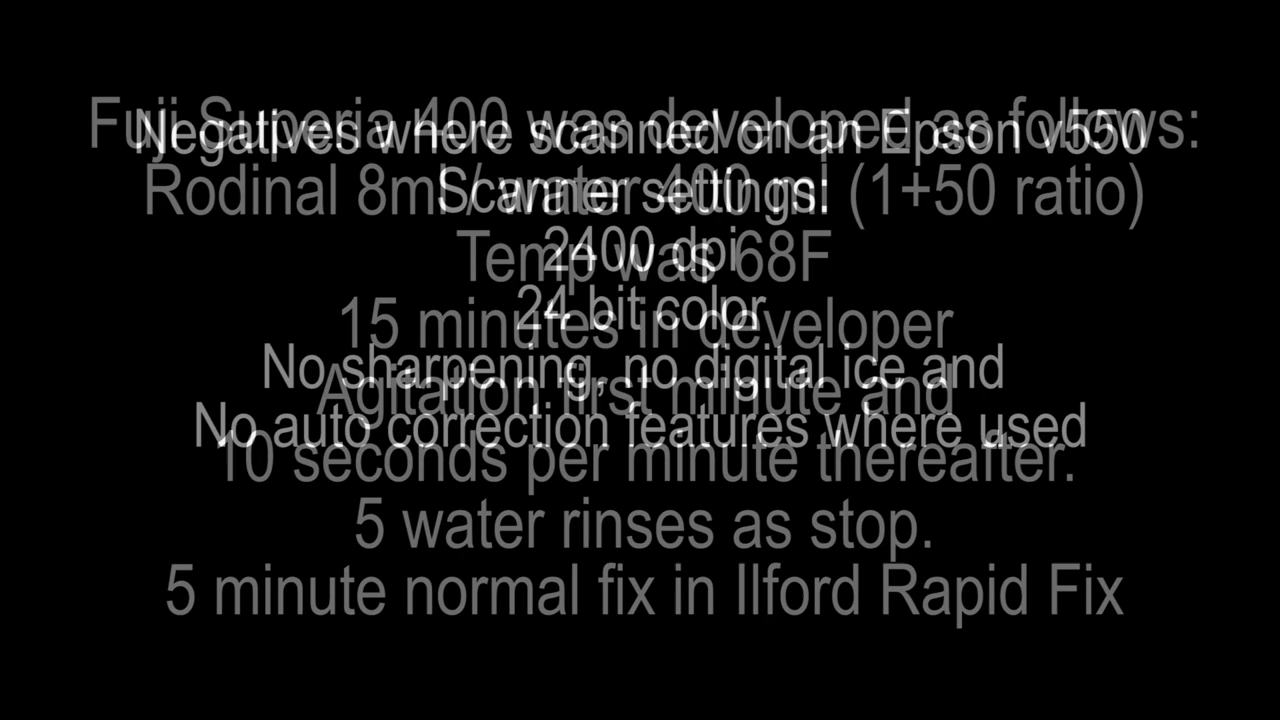 Fuji Superia 400 was developed as follows:
Rodinal 8ml / water 400 ml (1+50 ratio)
Temp was 68F
15 minutes in developer
Agitation first minute and
10 seconds per minute thereafter.
5 water rinses as stop.
5 minute normal fix in Ilford Rapid Fix
Negatives where scanned on an Epson v550
Scanner settings:
2400 dpi
24 bit color
No sharpening, no digital ice and
No auto correction features where used